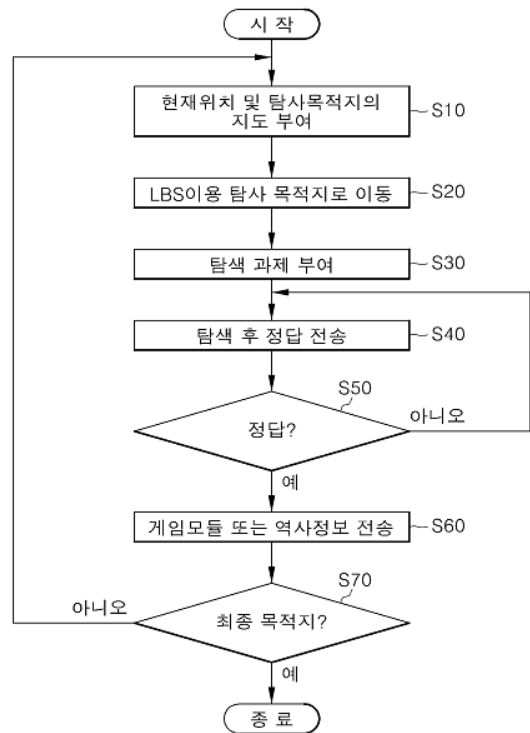 시 작
현재위치 및 탐사목적지의
지도 부여
S10
LBS이용 탐사 목적지로 이동
S20
탐색 과제 부여
S30
탐색 후 정답 전송
S40
S50
정답?
아니오
예
게임모듈 또는 역사정보 전송
S60
S70
아니오
최종 목적지?
예
종 료